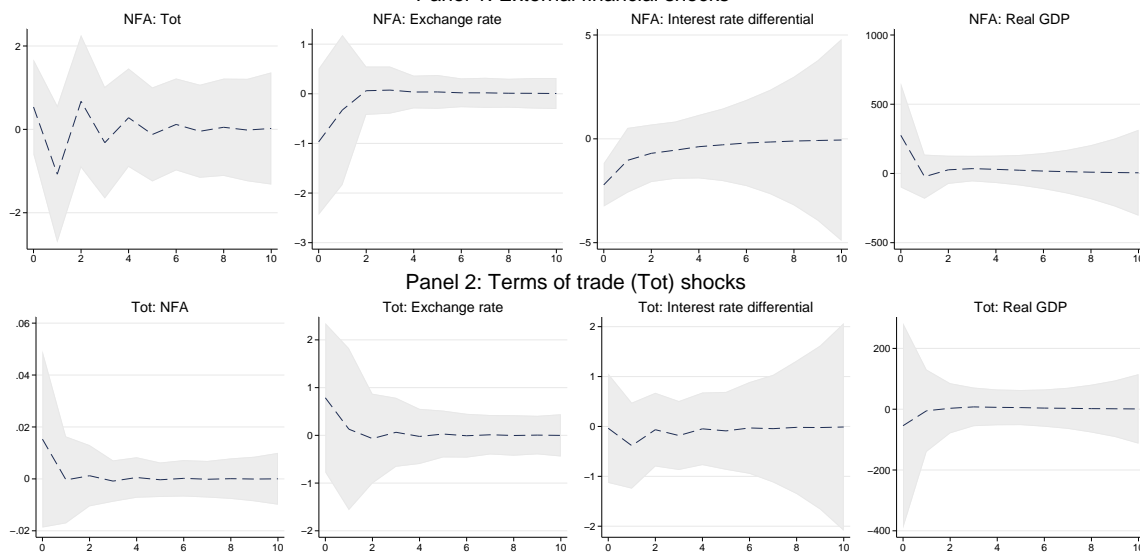 Panel 1: External financial shocks
NFA: Tot
NFA: Exchange rate
NFA: Interest rate differential
NFA: Real GDP
2
0
−2
0 2 4 6 8 10
1
0
−1
−2
−3
0 2 4 6 8 10
5
0
−5
0 2 4 6 8 10
1000
500
0
−500
0 2 4 6 8 10
Panel 2: Terms of trade (Tot) shocks
Tot: NFA
Tot: Exchange rate
Tot: Interest rate differential
Tot: Real GDP
.06
.04
.02
0
−.02
0 2 4 6 8 10
2
1
0
−1
−2
0 2 4 6 8 10
2
1
0
−1
−2
0 2 4 6 8 10
200
0
−200
−400
0 2 4 6 8 10